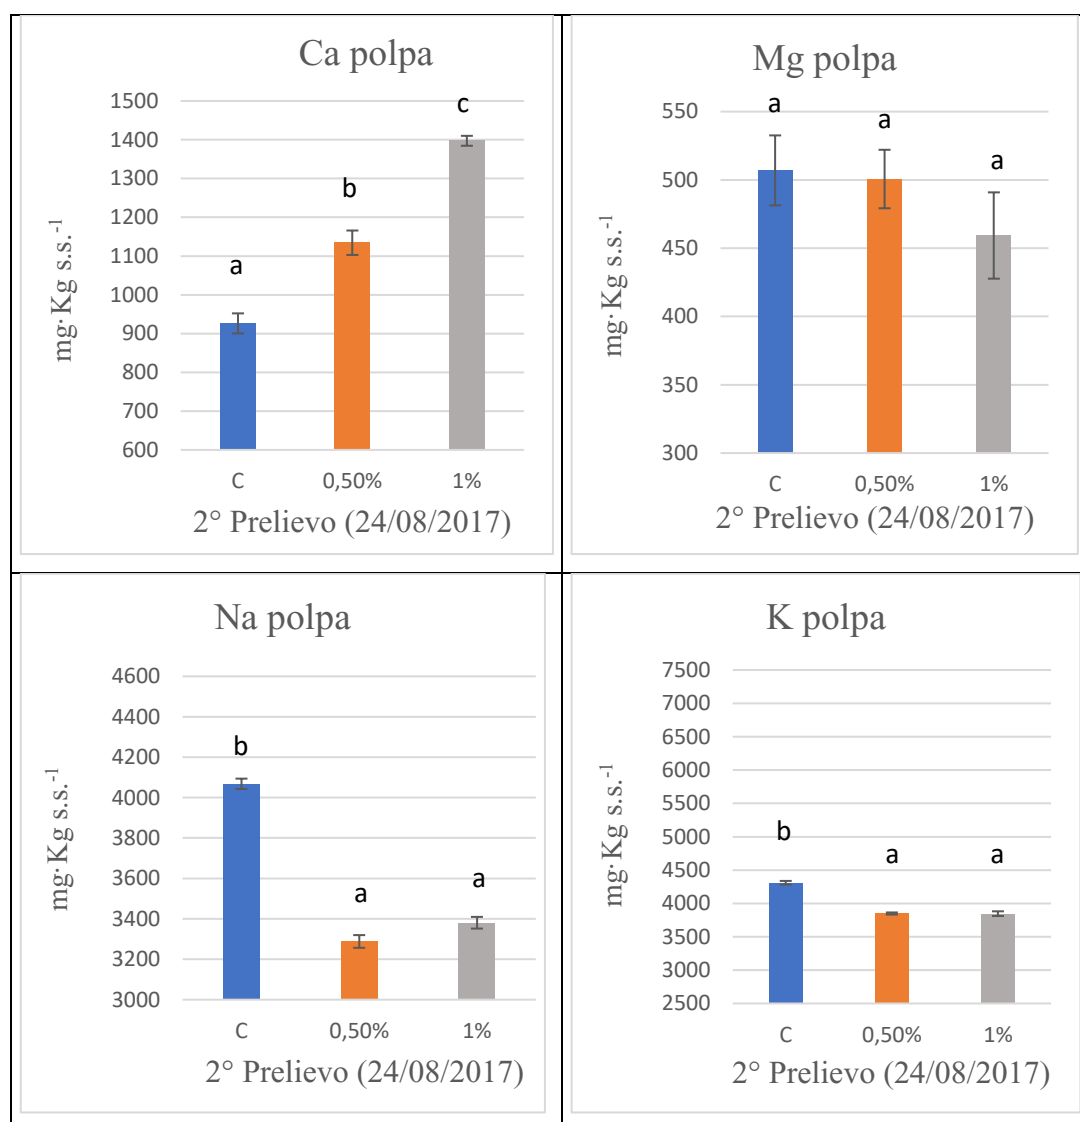 Ca polpa
mg·Kg s.s.⁻¹
1500
1400
1300
1200
1100
1000
900
800
700
600
a
b
c
C 0,50% 1%
2° Prelievo (24/08/2017)
Mg polpa
mg·Kg s.s.⁻¹
550
500
450
400
350
300
a
a
a
C 0,50% 1%
2° Prelievo (24/08/2017)
Na polpa
mg·Kg s.s.⁻¹
4600
4400
4200
4000
3800
3600
3400
3200
3000
b
a
a
C 0,50% 1%
2° Prelievo (24/08/2017)
K polpa
mg·Kg s.s.⁻¹
7500
7000
6500
6000
5500
5000
4500
4000
3500
3000
2500
b
a
a
C 0,50% 1%
2° Prelievo (24/08/2017)